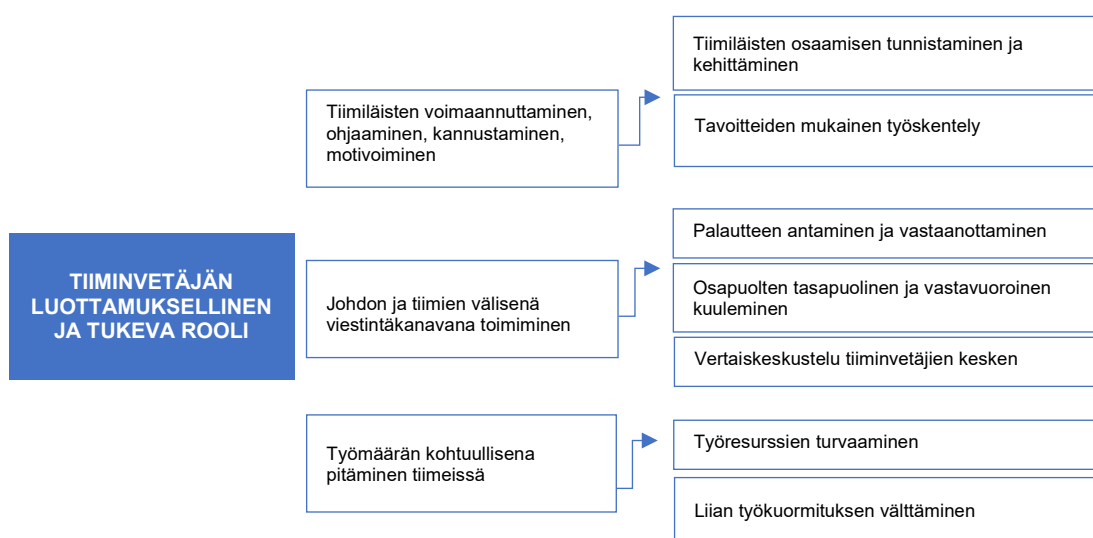 TIIMINVETÄJÄN
LUOTTAMUKSELLINEN
JA TUKEVA ROOLI
Tiimiläisten voimaannuttaminen,
ohjaaminen, kannustaminen,
motivoiminen
Tiimiläisten osaamisen tunnistaminen ja
kehittäminen
Tavoitteiden mukainen työskentely
Johdon ja tiimien välisenä
viestintäkanavana toimiminen
Palautteen antaminen ja vastaanottaminen
Osapuolten tasapuolinen ja vastavuoroinen
kuuleminen
Vertaiskeskustelu tiiminvetäjien kesken
Työmäärän kohtuullisena
pitäminen tiimeissä
Työresurssien turvaaminen
Liian työkuormituksen välttäminen